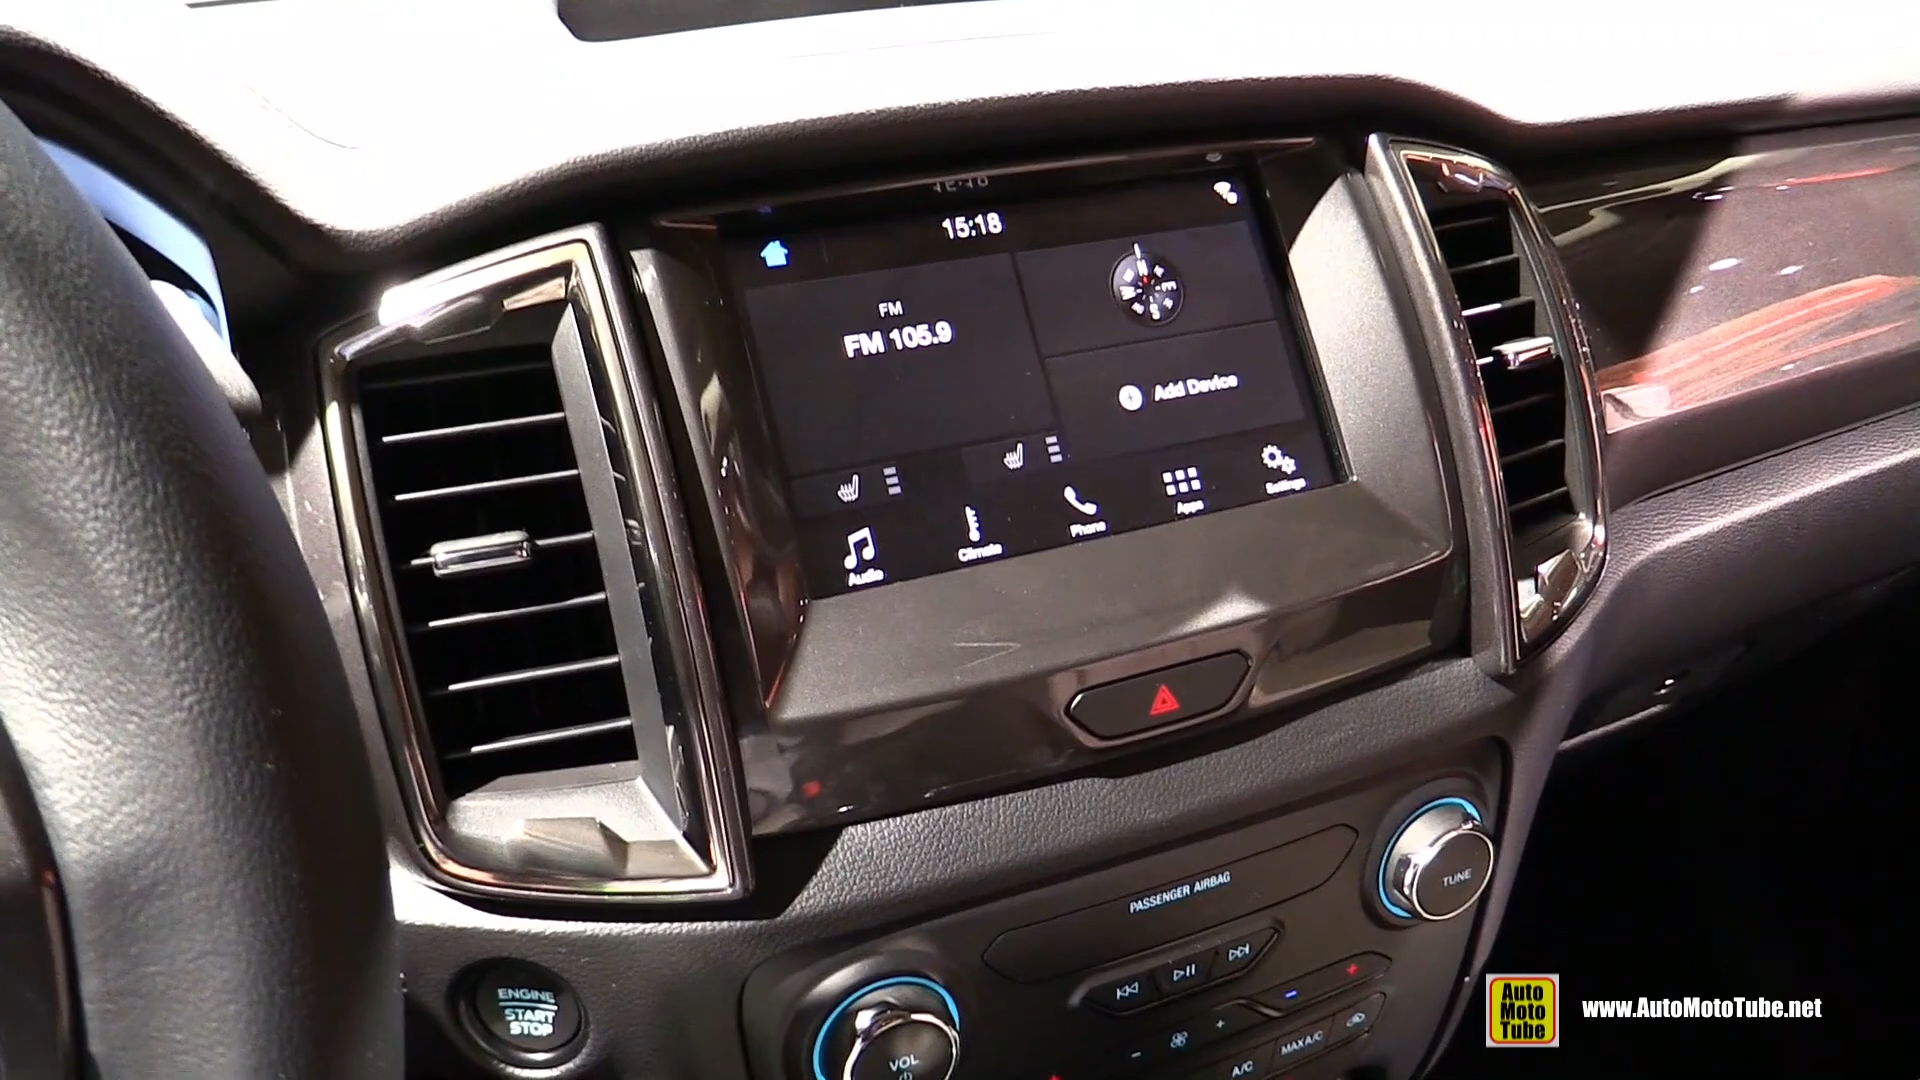 15:18
FM
FM 105.9
N
S
Add Device
Audio
Climate
Phone
Apps
Settings
PASSENGER AIRBAG
TUNE
ENGINE
START
STOP
VOL
A/C
MAX A/C
Auto
Moto
Tube
www.AutoMotoTube.net